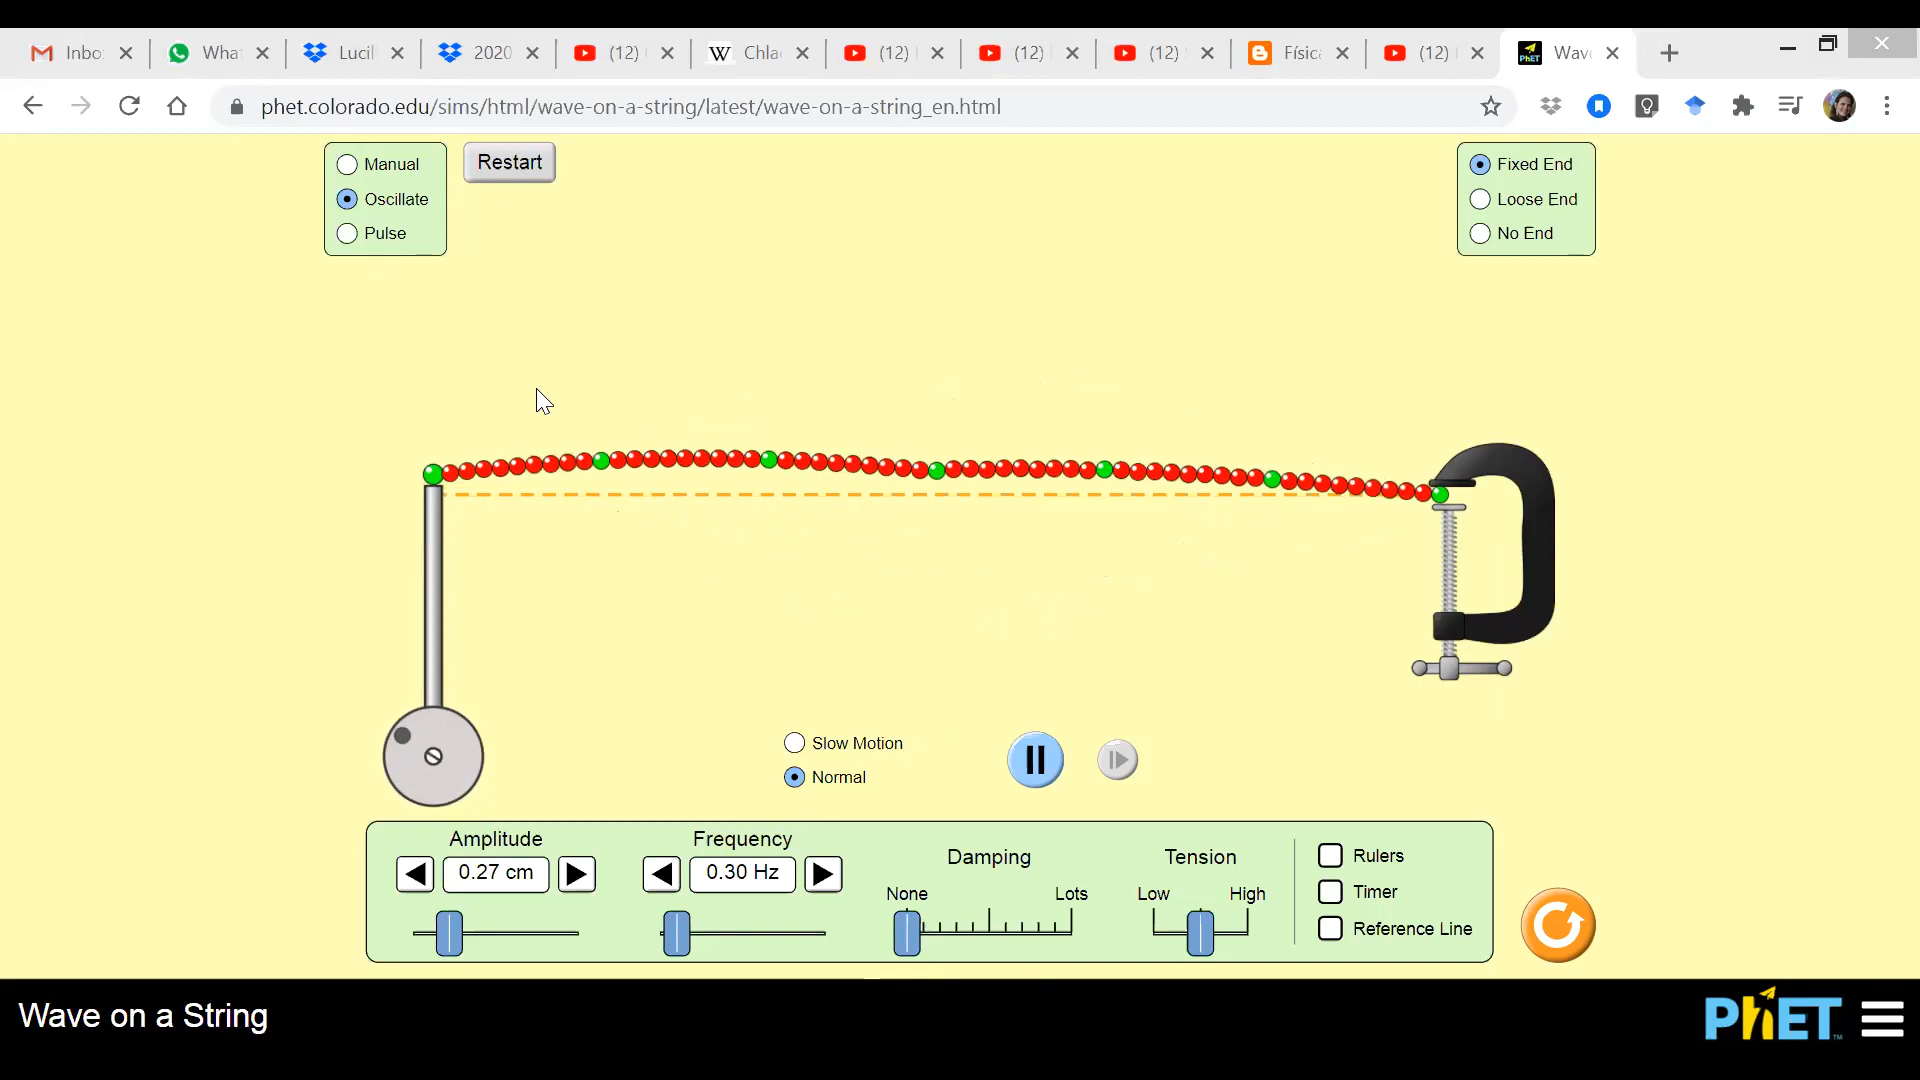 Inbo
What
Lucil
2020
(12)
Chla
(12)
(12)
(12)
Físic
(12)
Wave
phet.colorado.edu/sims/html/wave-on-a-string/latest/wave-on-a-string_en.html
Manual
Oscillate
Pulse
Restart
Fixed End
Loose End
No End
Slow Motion
Normal
Amplitude
0.27 cm
Frequency
0.30 Hz
Damping
None
Lots
Tension
Low
High
Rulers
Timer
Reference Line
Wave on a String
PhET